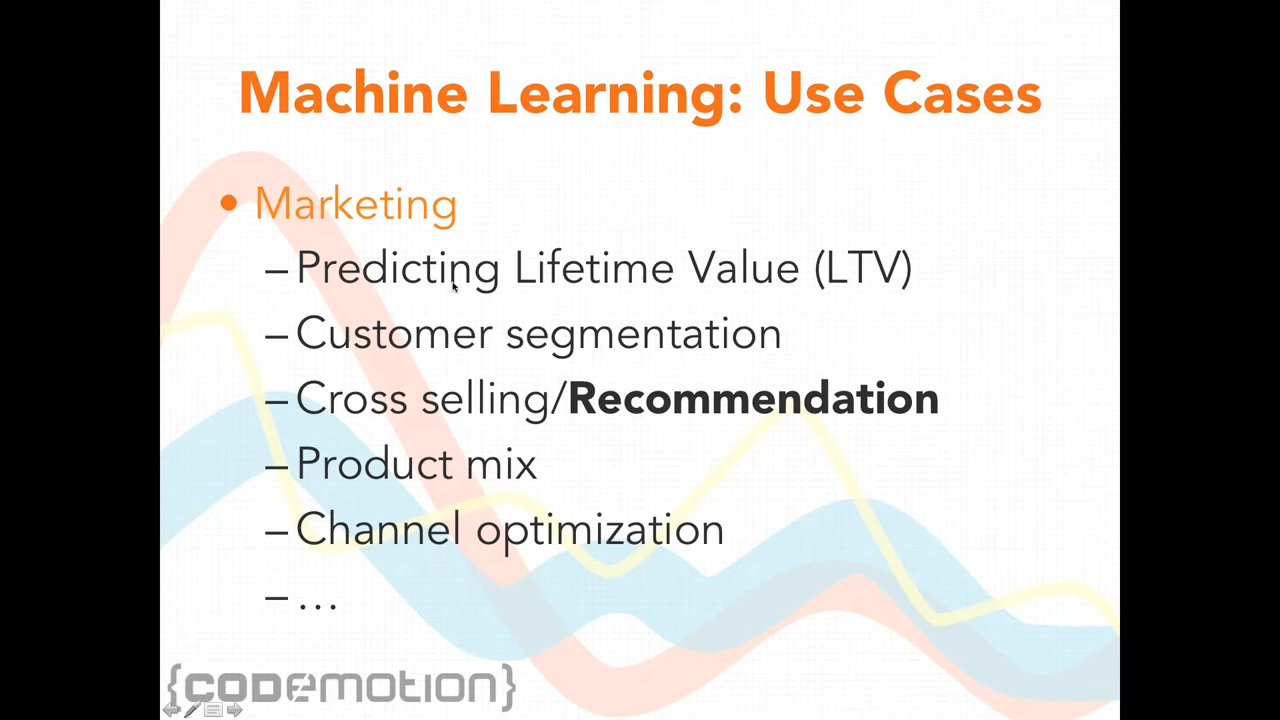 Machine Learning: Use Cases
• Marketing
– Predicting Lifetime Value (LTV)
– Customer segmentation
– Cross selling/Recommendation
– Product mix
– Channel optimization
– …
{codemotion}